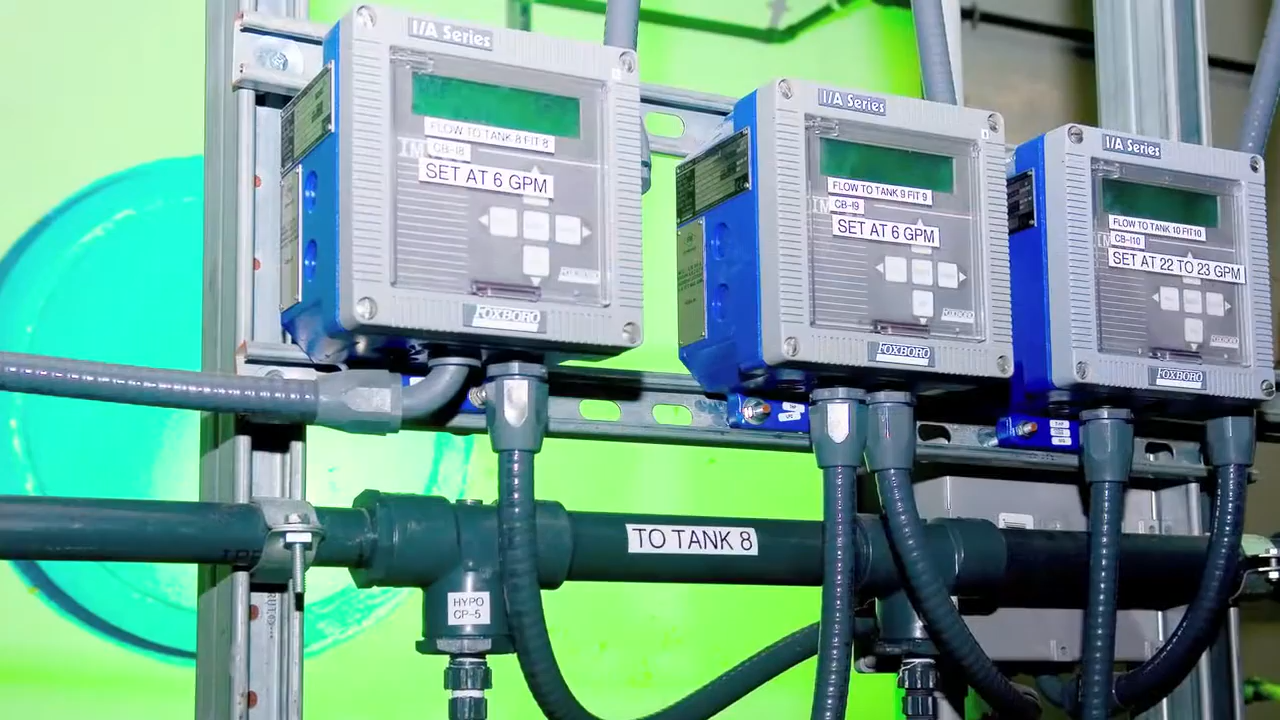 I/A Series
FLOW TO TANK 8 FIT 8
CB-I8
SET AT 6 GPM
FOXBORO
I/A Series
FLOW TO TANK 9 FIT 9
CB-I9
SET AT 6 GPM
FOXBORO
I/A Series
FLOW TO TANK 10 FIT10
CB-I10
SET AT 22 TO 23 GPM
FOXBORO
TO TANK 8
HYPO
CP-5